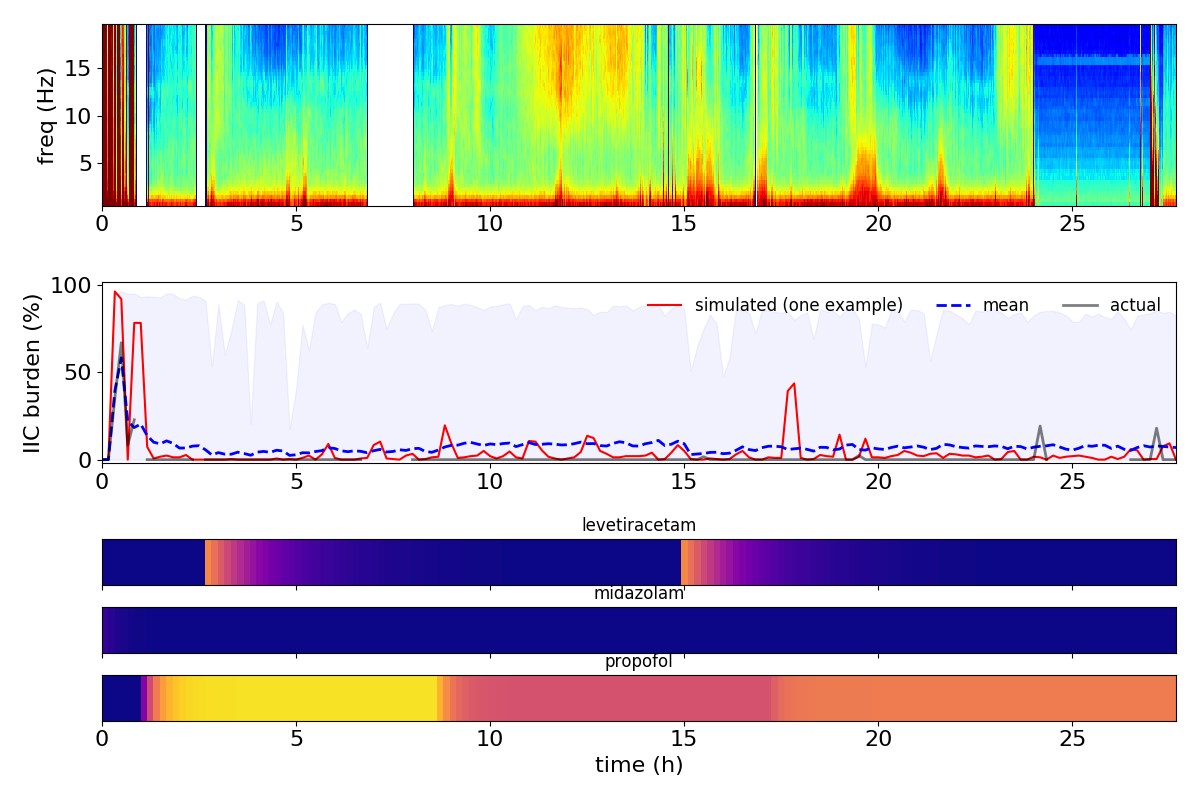 freq (Hz)
15
10
5
0 5 10 15 20 25
IIC burden (%)
100
50
0
simulated (one example) mean actual
0 5 10 15 20 25
levetiracetam
midazolam
propofol
0 5 10 15 20 25
time (h)